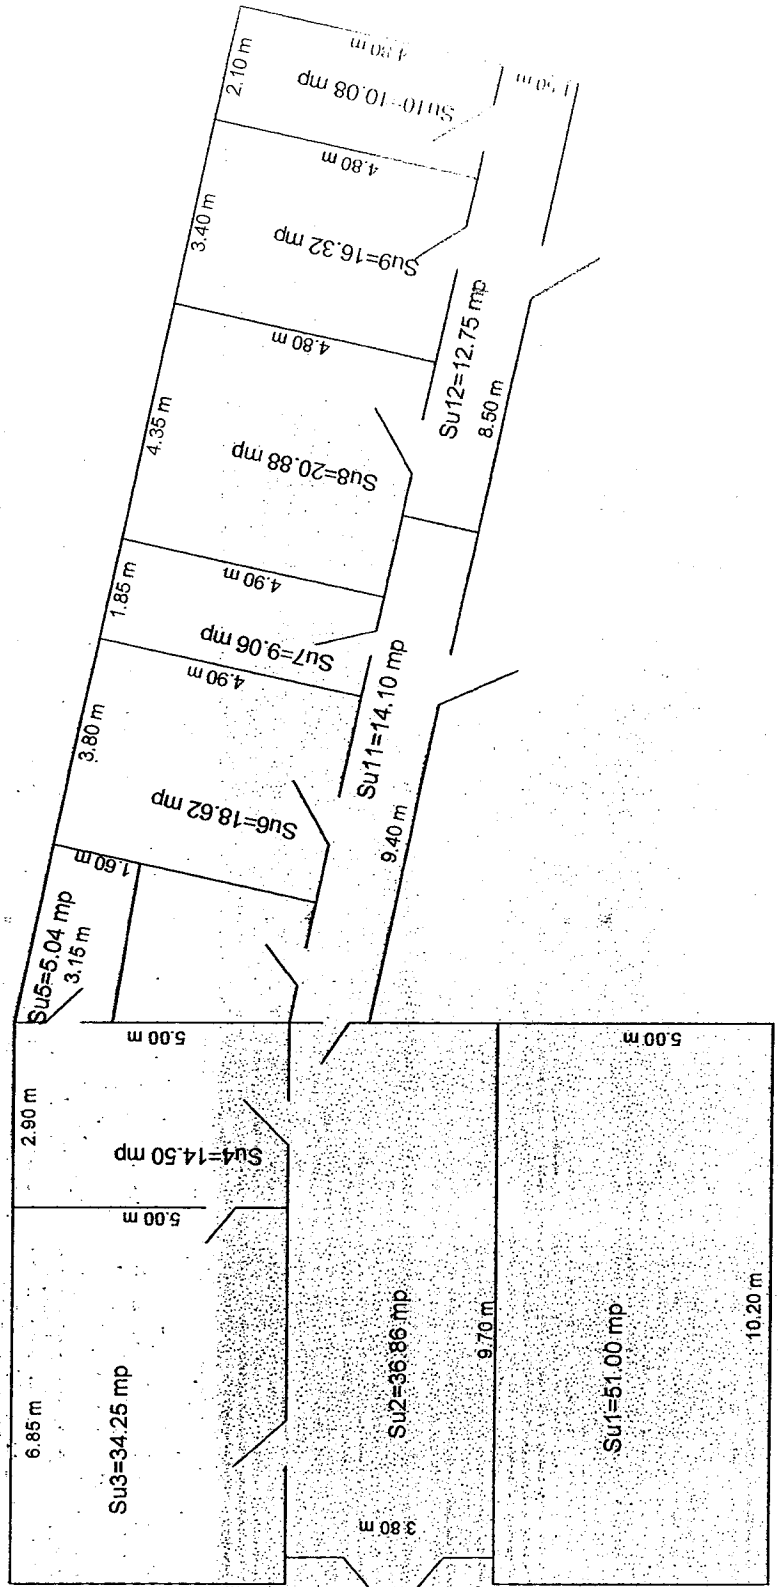 2.10 m
4.80 m
Su10=10.08 mp
1.50 m
4.80 m
3.40 m
Su9=16.32 mp
4.80 m
Su12=12.75 mp
8.50 m
4.35 m
Su8=20.88 mp
4.90 m
1.85 m
Su7=9.06 mp
4.90 m
Su11=14.10 mp
9.40 m
3.80 m
Su6=18.62 mp
1.60 m
Su5=5.04 mp
3.15 m
5.00 m
5.00 m
2.90 m
Su4=14.50 mp
5.00 m
6.85 m
Su3=34.25 mp
Su2=36.86 mp
9.70 m
3.80 m
Su1=51.00 mp
10.20 m